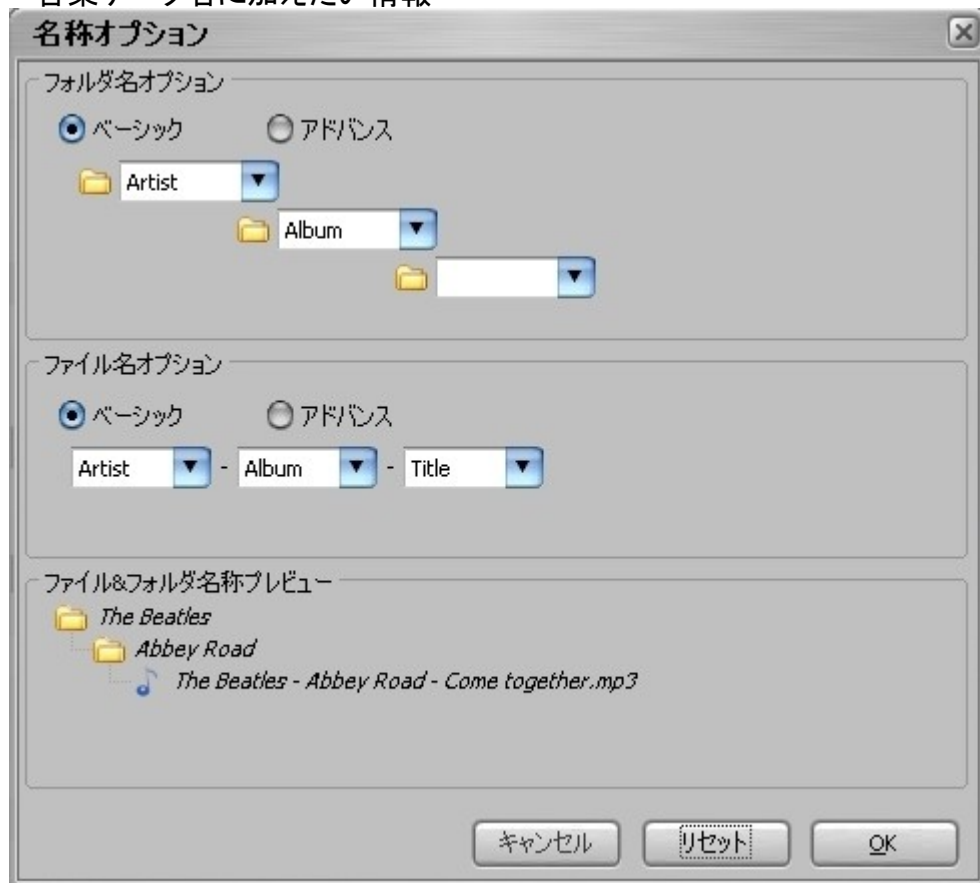 名称オプション
フォルダ名オプション
ベーシック アドバンス
Artist
Album
ファイル名オプション
ベーシック アドバンス
Artist - Album - Title
ファイル&フォルダ名称プレビュー
The Beatles
Abbey Road
The Beatles - Abbey Road - Come together.mp3
キャンセル リセット OK